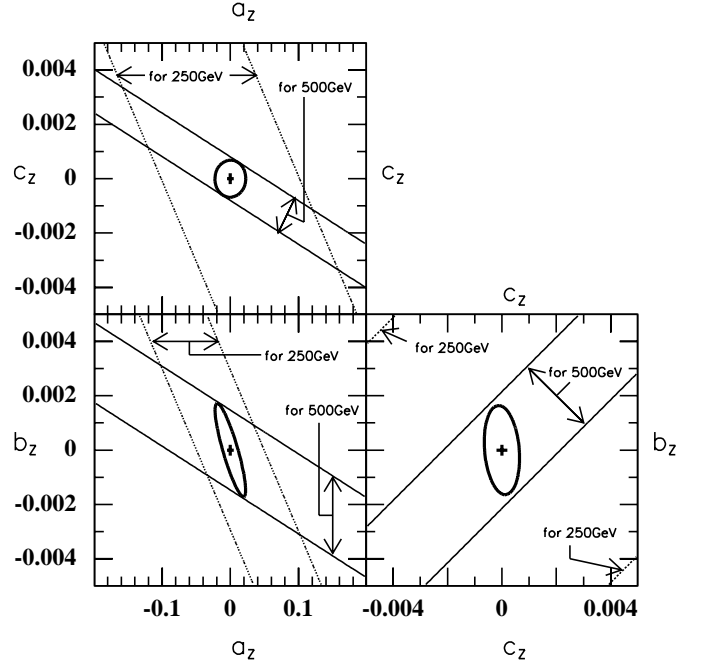 a_z
0.004
for 250GeV
for 500GeV
0.002
c_z 0 c_z
-0.002
-0.004
c_z
0.004
for 250GeV for 250GeV
0.002
for 500GeV for 500GeV
b_z 0 b_z
-0.002
for 250GeV
-0.004
-0.1 0 0.1 -0.004 0 0.004
a_z c_z